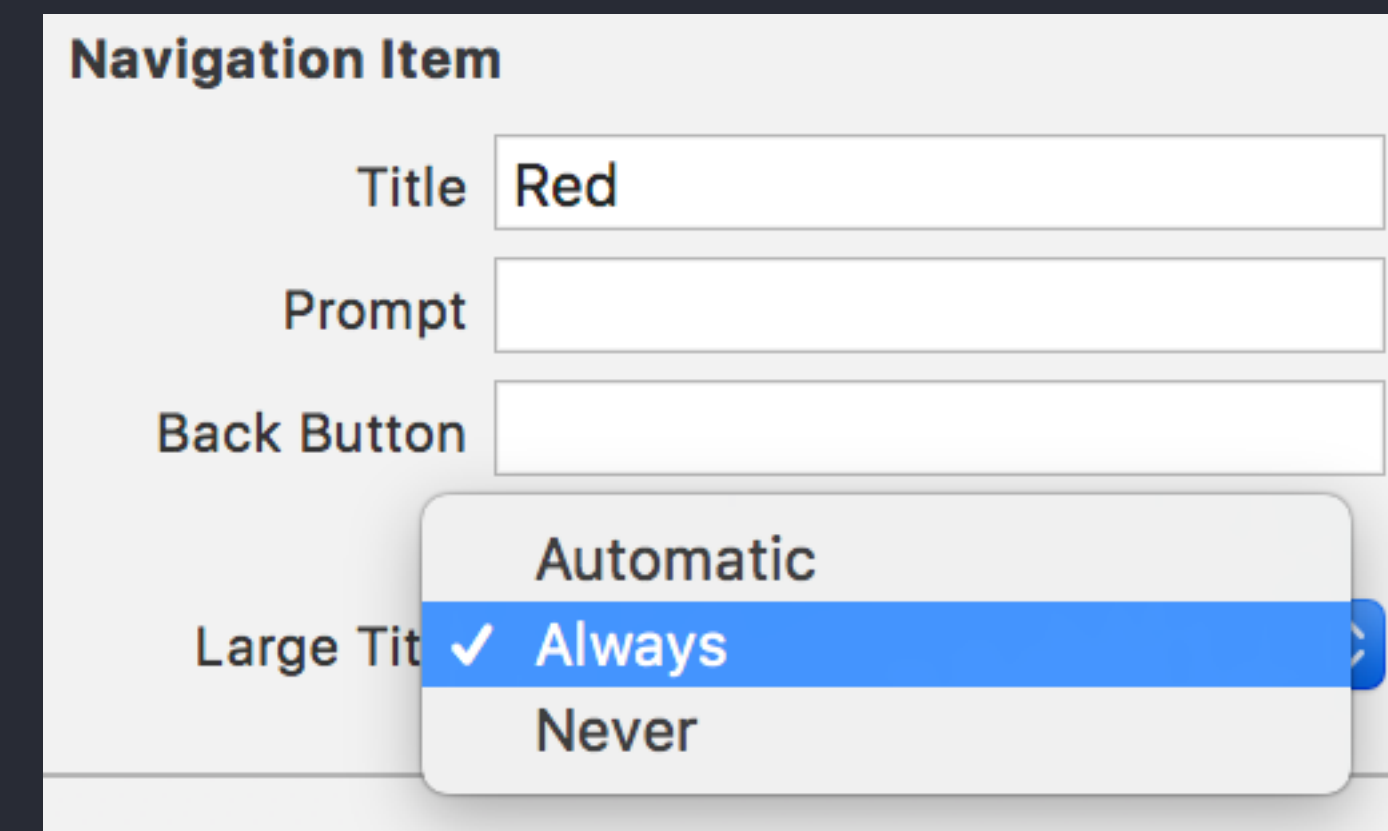 Navigation Item
Title Red
Prompt
Back Button
Automatic
Large Tit ✓ Always
Never